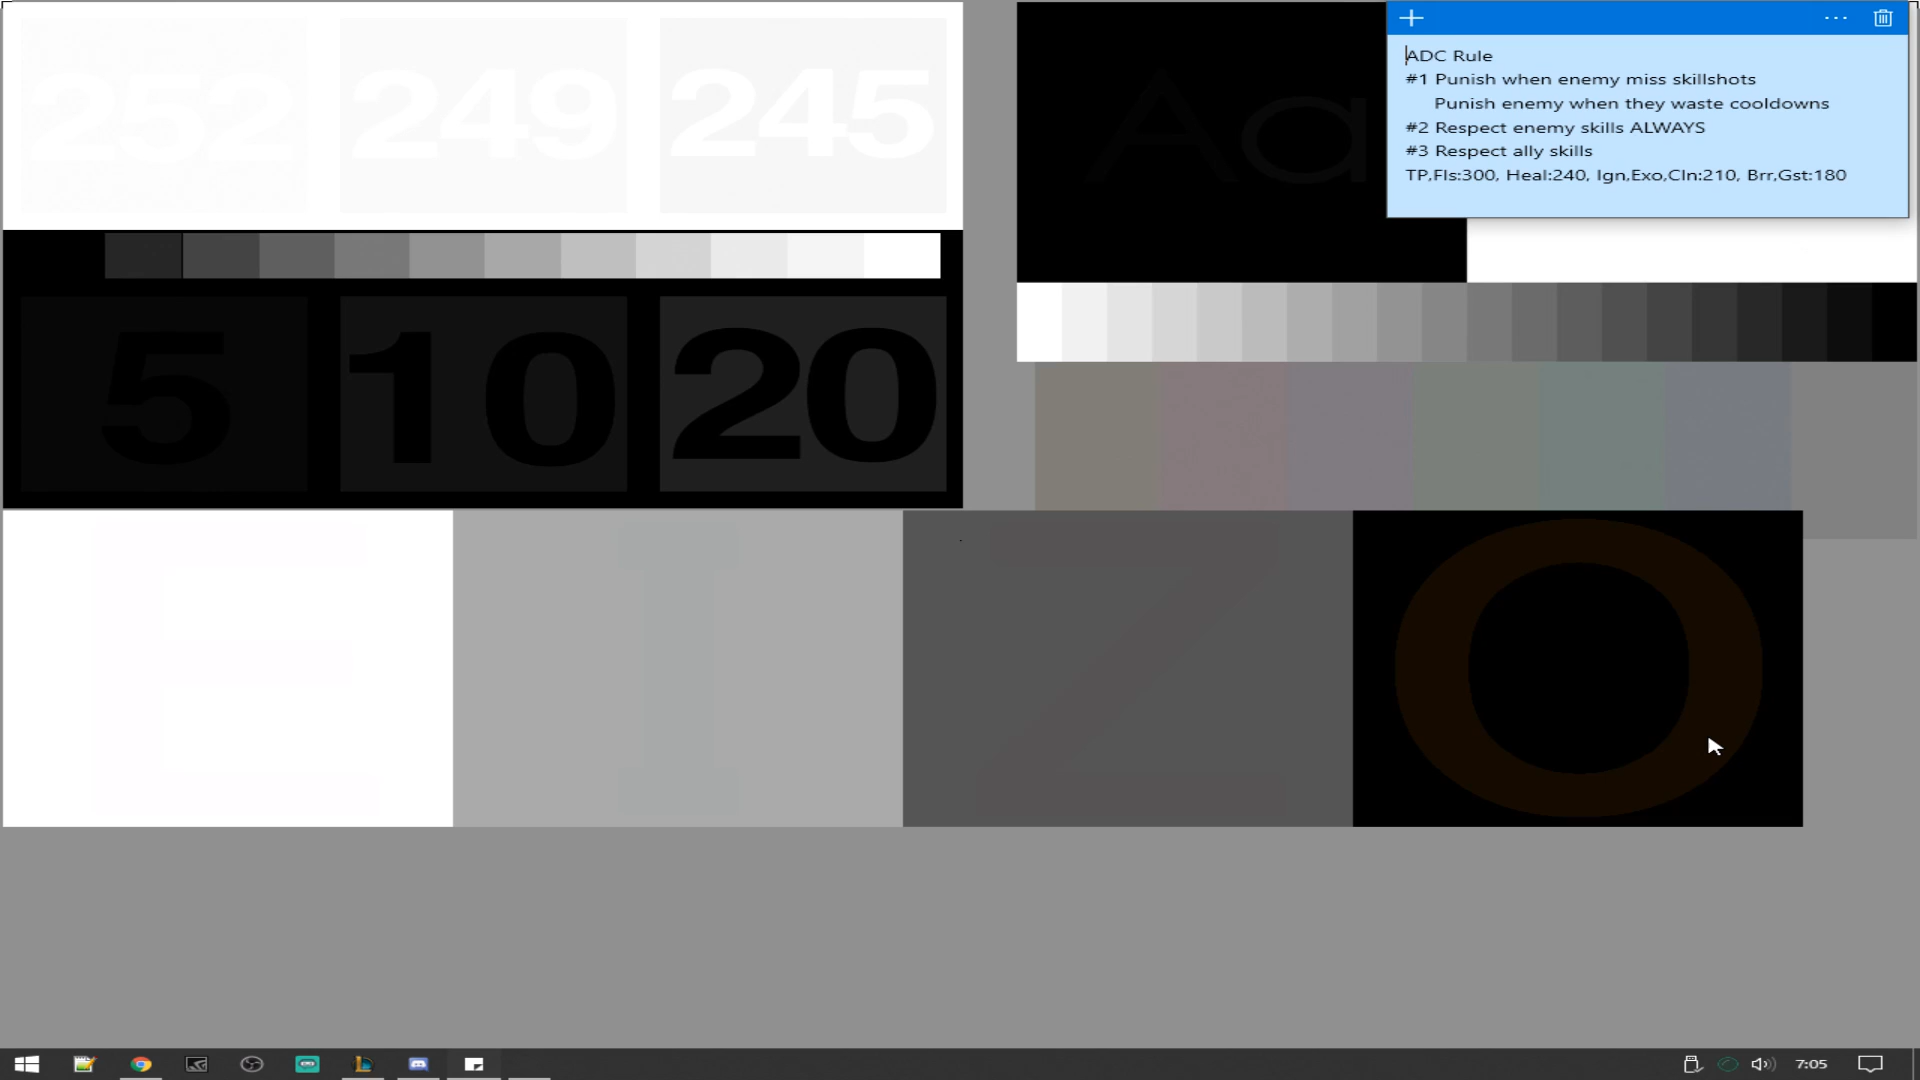 252 249 245
5 10 20
Aa
ADC Rule
#1 Punish when enemy miss skillshots
Punish enemy when they waste cooldowns
#2 Respect enemy skills ALWAYS
#3 Respect ally skills
TP,Fls:300, Heal:240, Ign,Exo,Cln:210, Brr,Gst:180
E I Z O
7:05